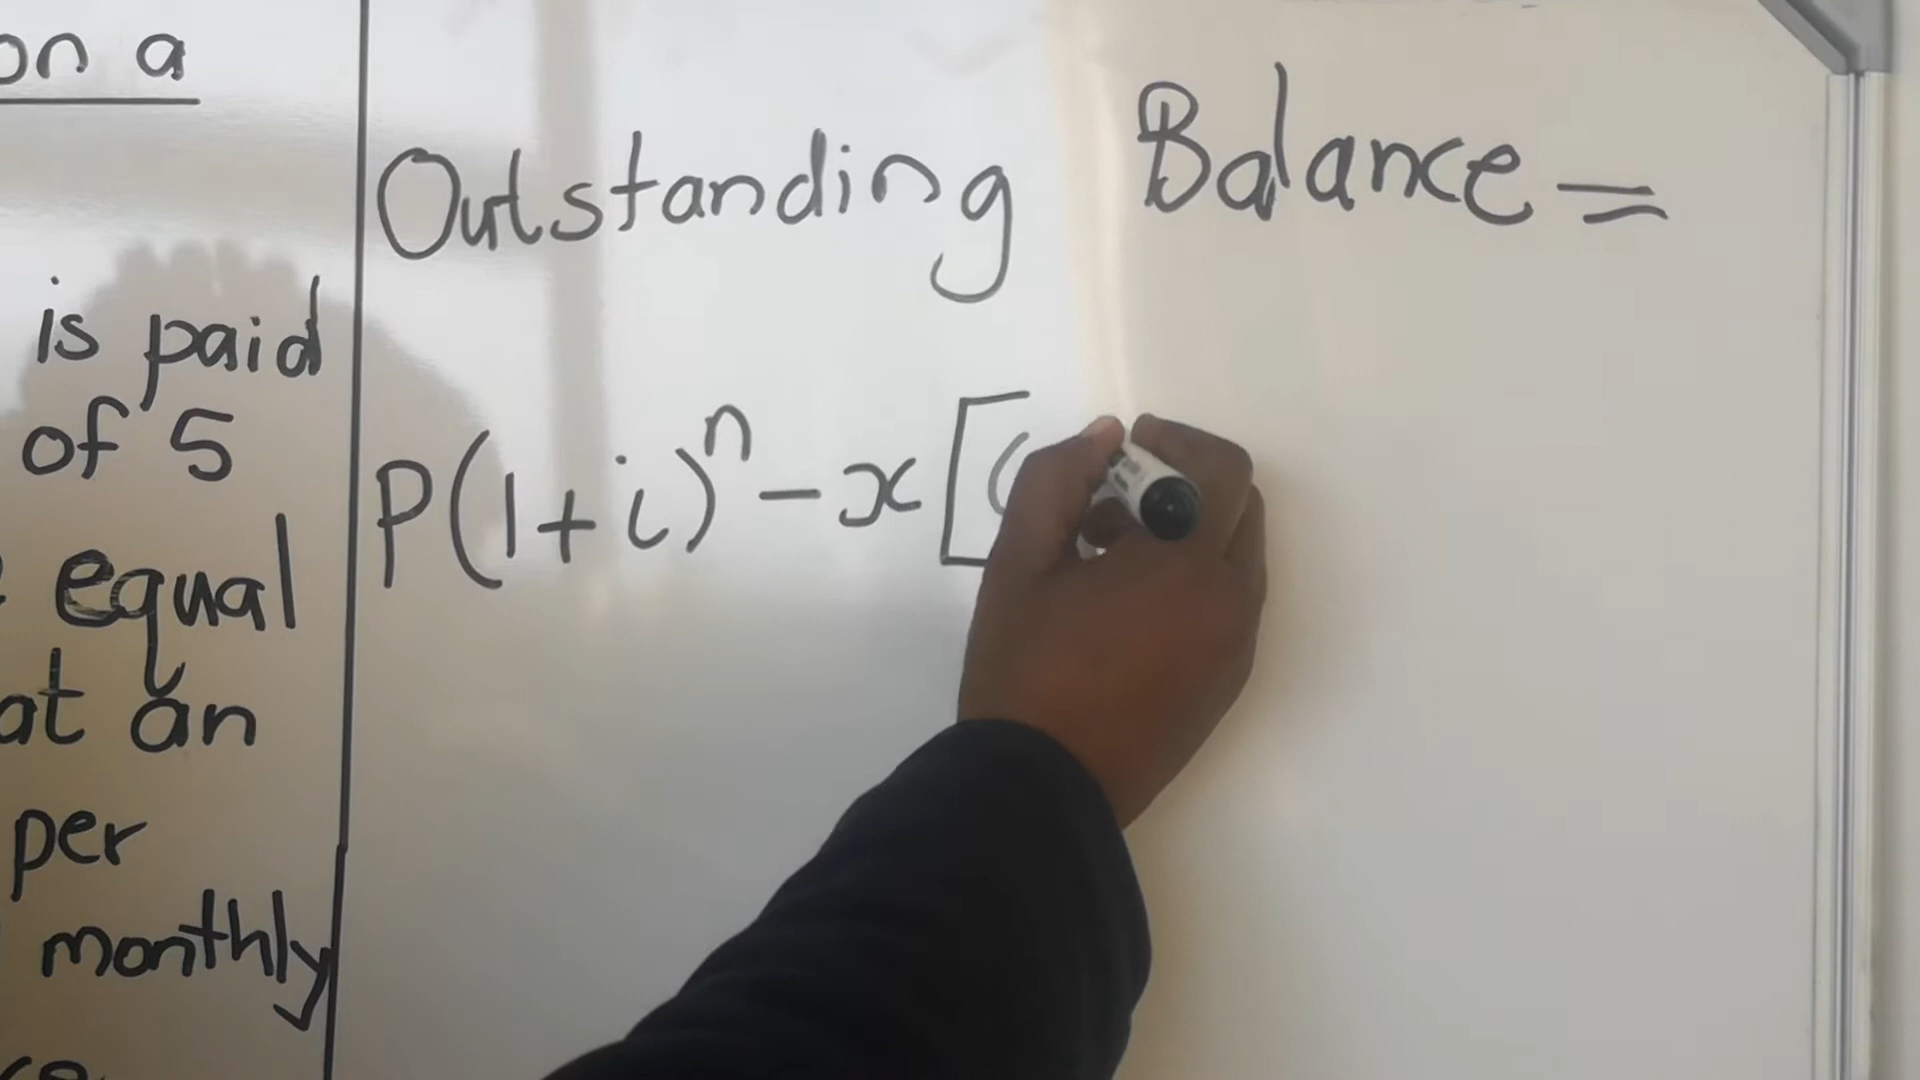 on a
is paid
of 5
equal
at an
per
monthly
Outstanding Balance =
P(1+i)^n - x[(